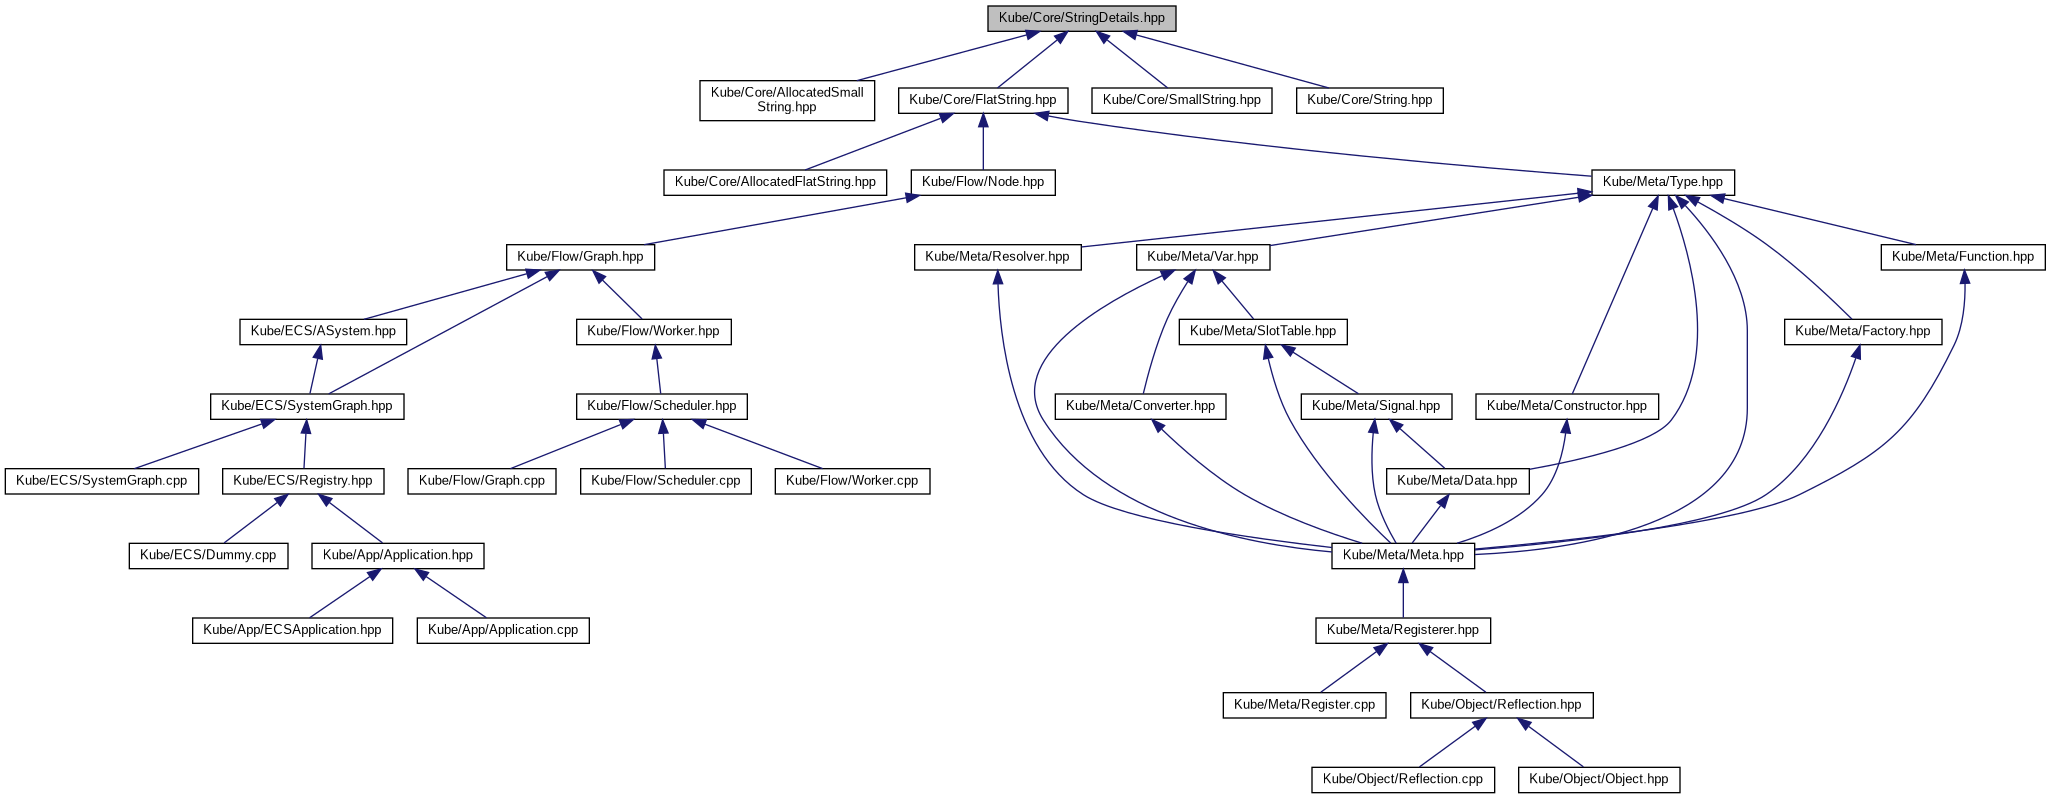 Kube/Core/StringDetails.hpp
Kube/Core/AllocatedSmall
String.hpp
Kube/Core/FlatString.hpp
Kube/Core/SmallString.hpp
Kube/Core/String.hpp
Kube/Core/AllocatedFlatString.hpp
Kube/Flow/Node.hpp
Kube/Meta/Type.hpp
Kube/Flow/Graph.hpp
Kube/Meta/Resolver.hpp
Kube/Meta/Var.hpp
Kube/Meta/Function.hpp
Kube/ECS/ASystem.hpp
Kube/Flow/Worker.hpp
Kube/Meta/SlotTable.hpp
Kube/Meta/Factory.hpp
Kube/ECS/SystemGraph.hpp
Kube/Flow/Scheduler.hpp
Kube/Meta/Converter.hpp
Kube/Meta/Signal.hpp
Kube/Meta/Constructor.hpp
Kube/ECS/SystemGraph.cpp
Kube/ECS/Registry.hpp
Kube/Flow/Graph.cpp
Kube/Flow/Scheduler.cpp
Kube/Flow/Worker.cpp
Kube/Meta/Data.hpp
Kube/ECS/Dummy.cpp
Kube/App/Application.hpp
Kube/Meta/Meta.hpp
Kube/App/ECSApplication.hpp
Kube/App/Application.cpp
Kube/Meta/Registerer.hpp
Kube/Meta/Register.cpp
Kube/Object/Reflection.hpp
Kube/Object/Reflection.cpp
Kube/Object/Object.hpp